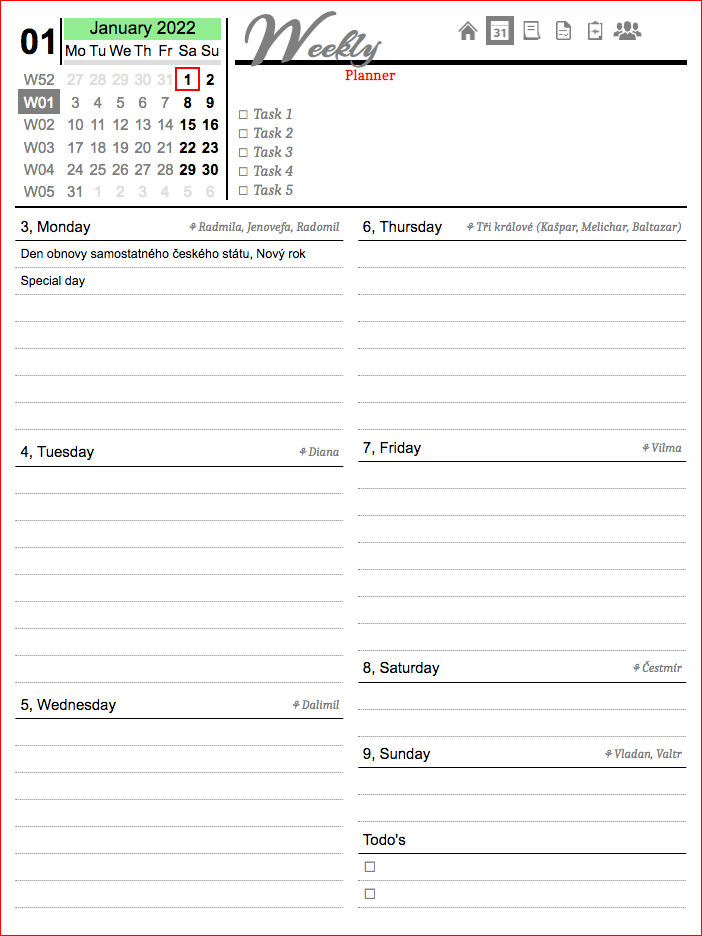 01
January 2022
Mo Tu We Th Fr Sa Su
W52 27 28 29 30 31 1 2
W01 3 4 5 6 7 8 9
W02 10 11 12 13 14 15 16
W03 17 18 19 20 21 22 23
W04 24 25 26 27 28 29 30
W05 31 1 2 3 4 5 6
Weekly
Planner
31
☐ Task 1
☐ Task 2
☐ Task 3
☐ Task 4
☐ Task 5
3, Monday ⚘ Radmila, Jenovefa, Radomil
Den obnovy samostatného českého státu, Nový rok
Special day
4, Tuesday ⚘ Diana
5, Wednesday ⚘ Dalimil
6, Thursday ⚘ Tři králové (Kašpar, Melichar, Baltazar)
7, Friday ⚘ Vilma
8, Saturday ⚘ Čestmír
9, Sunday ⚘ Vladan, Valtr
Todo's
☐
☐